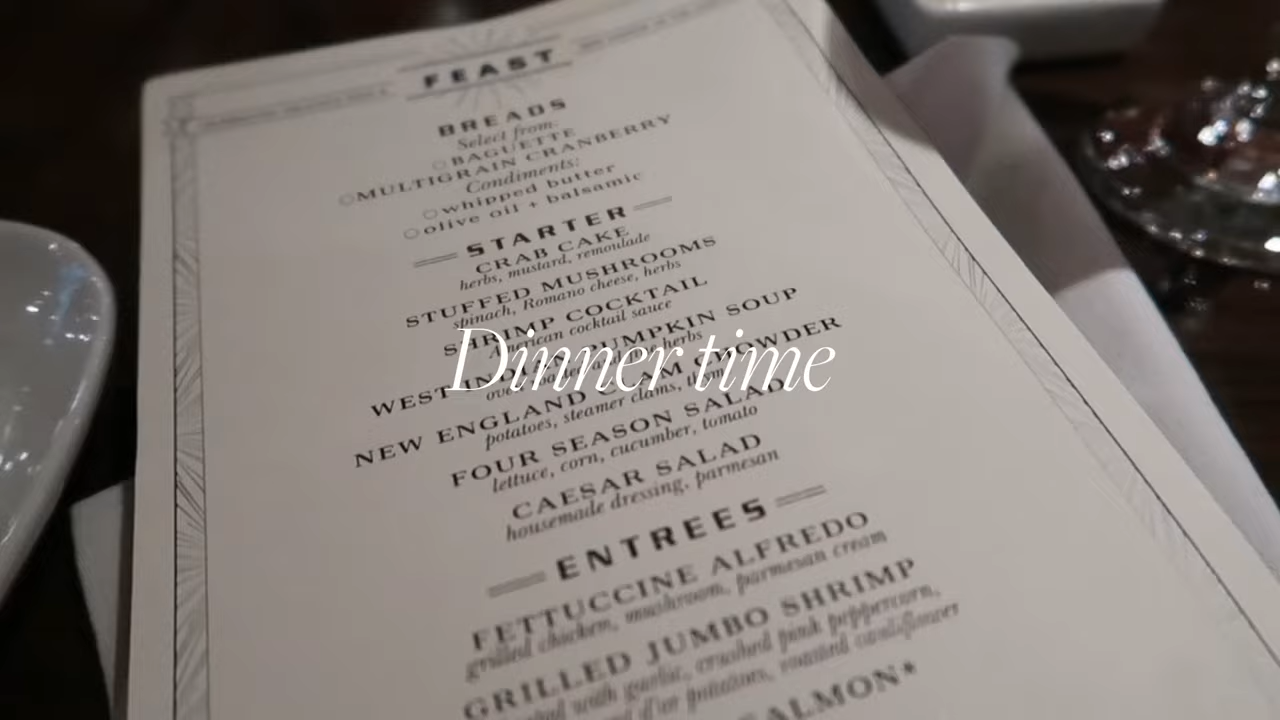 FEAST
BREADS
Select from:
BAGUETTE
MULTIGRAIN CRANBERRY
Condiments:
whipped butter
olive oil + balsamic
STARTER
CRAB CAKE
herbs, mustard, remoulade
STUFFED MUSHROOMS
spinach, Romano cheese, herbs
SHRIMP COCKTAIL
American cocktail sauce
Dinner time
WEST INDIAN PUMPKIN SOUP
herbs
NEW ENGLAND CLAM CHOWDER
potatoes, steamer clams, thyme
FOUR SEASON SALAD
lettuce, corn, cucumber, tomato
CAESAR SALAD
housemade dressing, parmesan
ENTREES
FETTUCCINE ALFREDO
grilled chicken, mushroom, parmesan cream
GRILLED JUMBO SHRIMP
with garlic, crushed pink peppercorn,
potatoes, roasted cauliflower
SALMON*